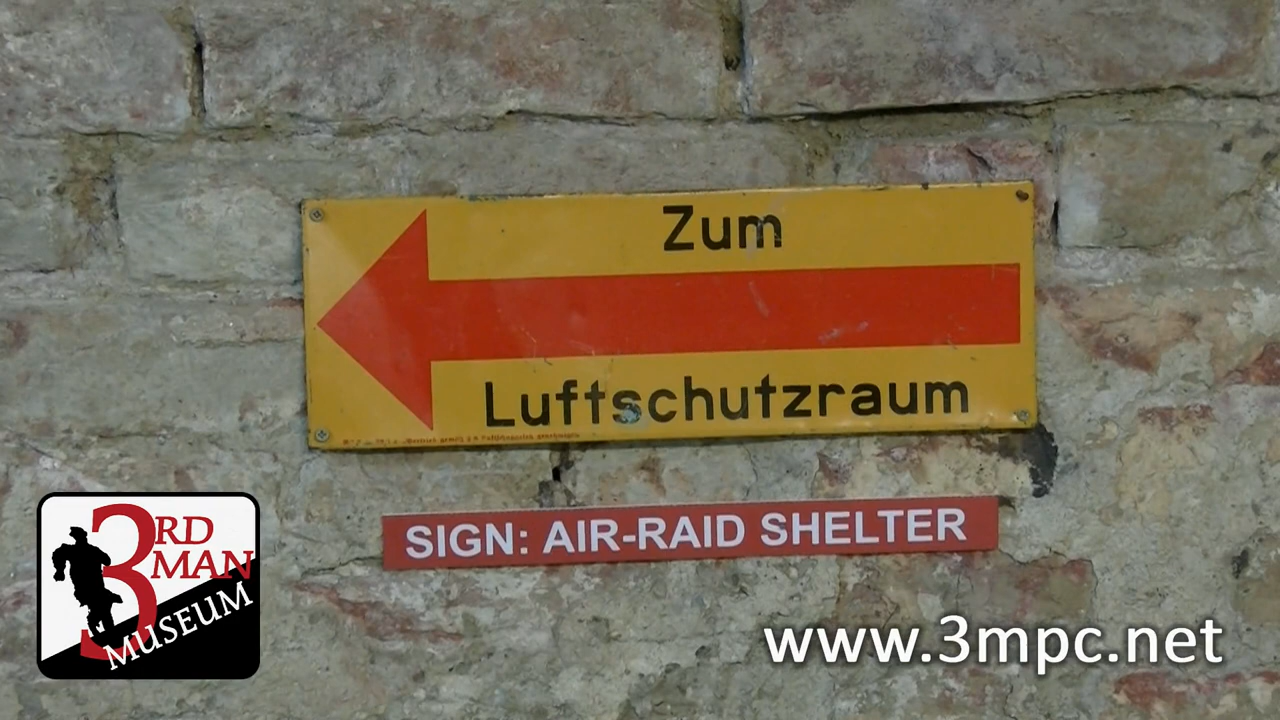 Zum
Luftschutzraum
SIGN: AIR-RAID SHELTER
3RD
MAN
MUSEUM
www.3mpc.net